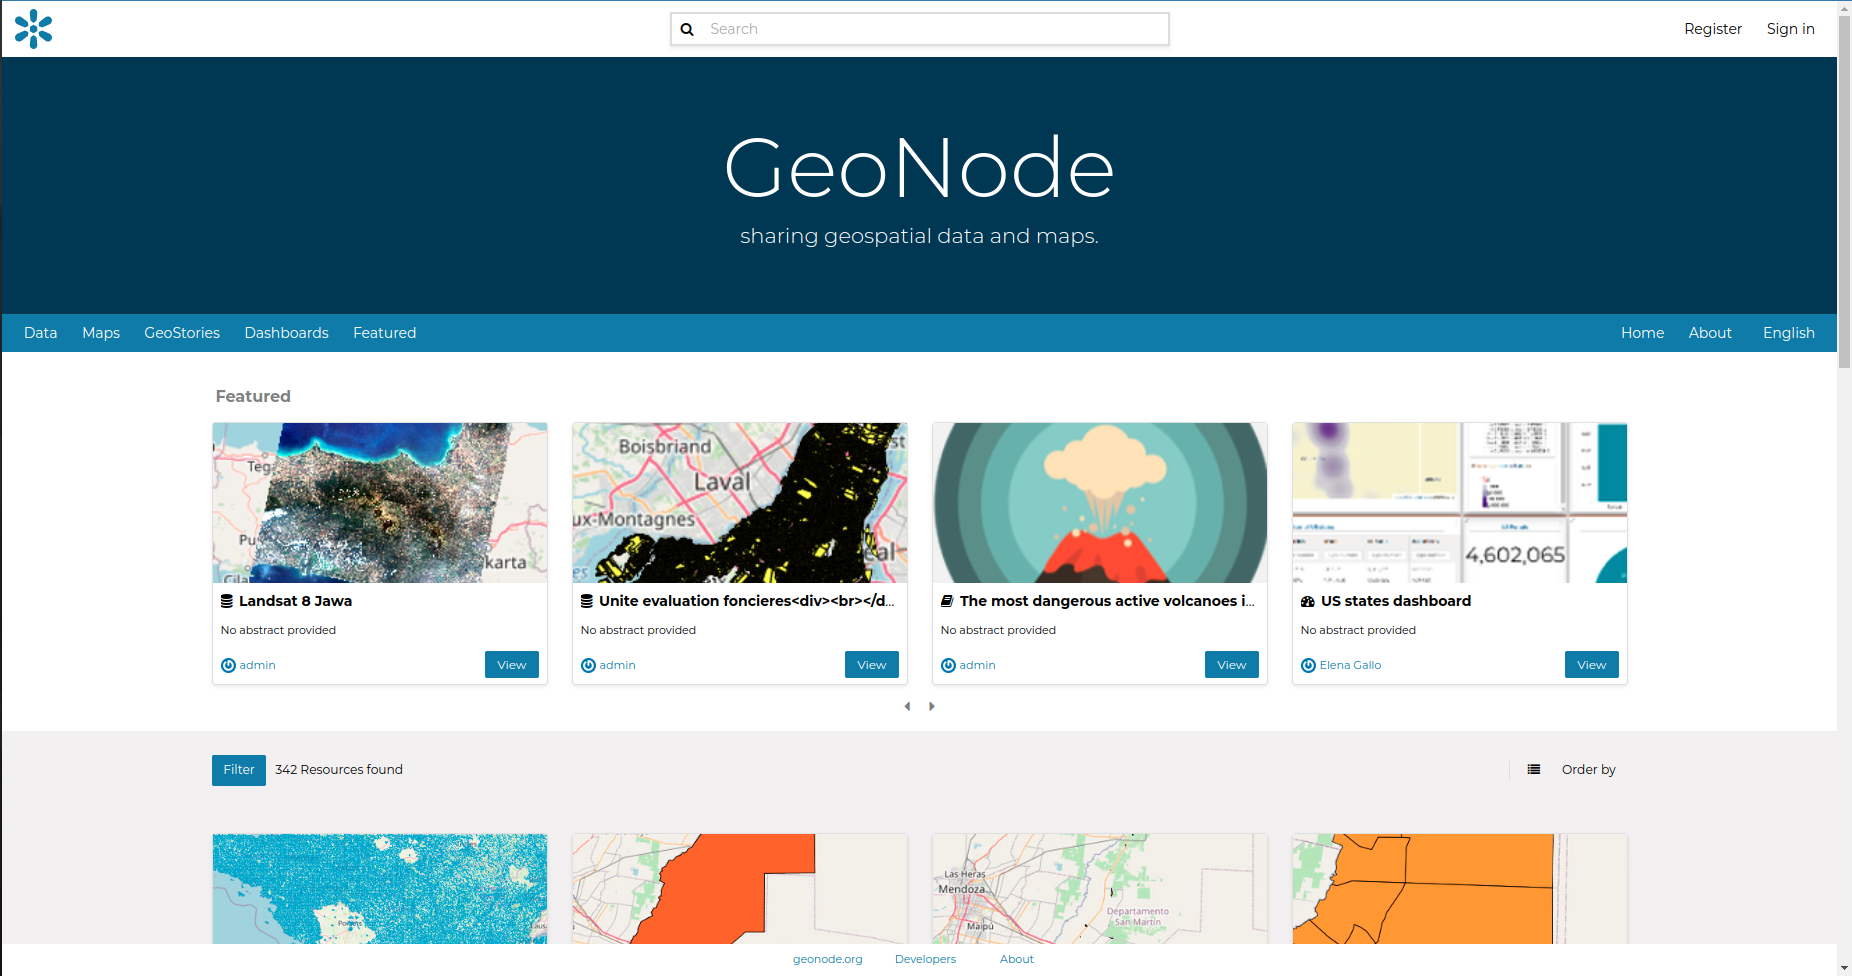 Search
Register Sign in
GeoNode
sharing geospatial data and maps.
Data Maps GeoStories Dashboards Featured Home About English
Featured
Teg
karta
Boisbriand
Laval
ux-Montagnes
4,602,065
Landsat 8 Jawa
No abstract provided
admin View
Unite evaluation foncieres<div><br></d...
No abstract provided
admin View
The most dangerous active volcanoes i...
No abstract provided
admin View
US states dashboard
No abstract provided
Elena Gallo View
Filter 342 Resources found Order by
Las Heras
Mendoza
Maipú
Departamento
San Martín
geonode.org Developers About